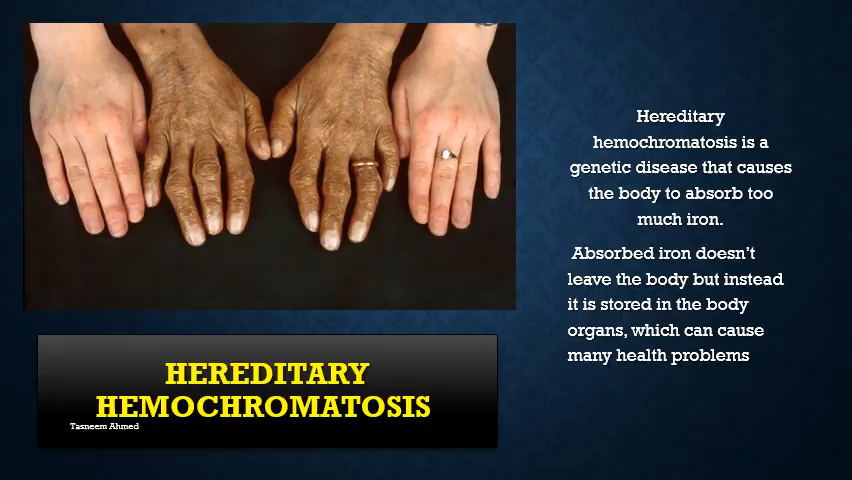 Hereditary
hemochromatosis is a
genetic disease that causes
the body to absorb too
much iron.
Absorbed iron doesn't
leave the body but instead
it is stored in the body
organs, which can cause
many health problems
HEREDITARY
HEMOCHROMATOSIS
Tasneem Ahmed